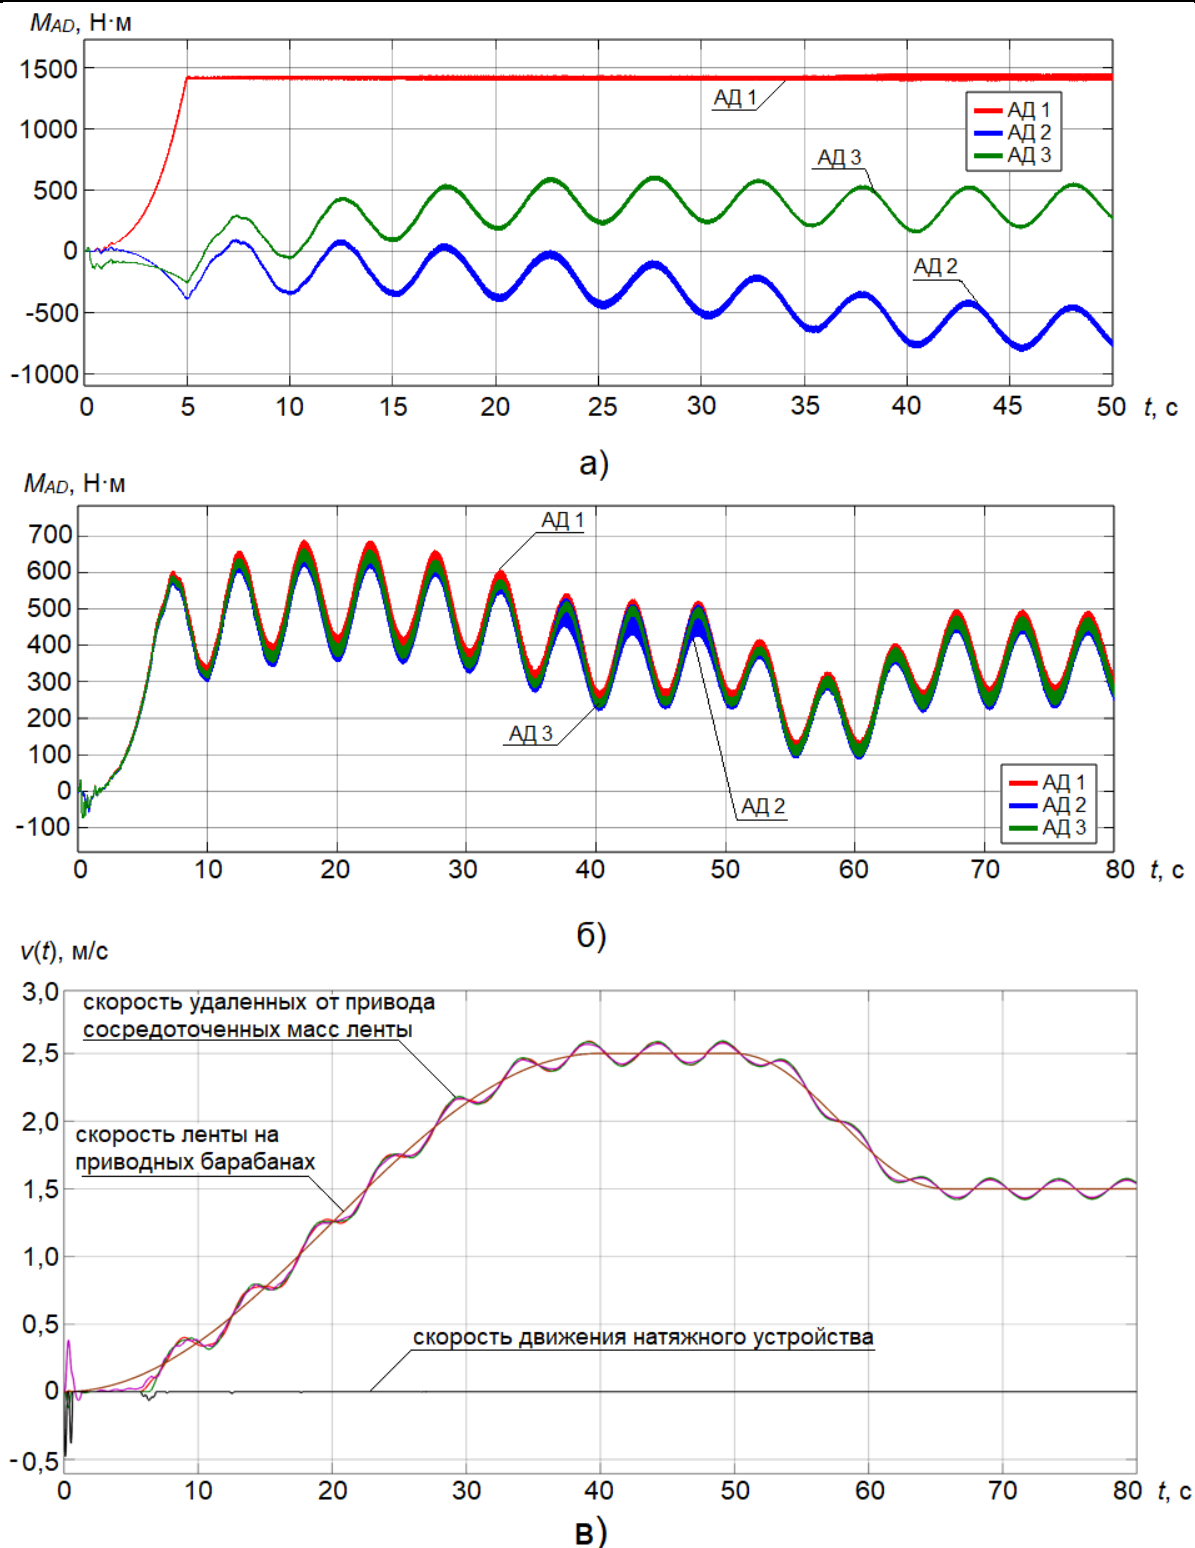 M_AD, Н·м
1500
1000
500
0
-500
-1000
АД 1
АД 3
АД 2
АД 1
АД 2
АД 3
0 5 10 15 20 25 30 35 40 45 50 t, с
а)
M_AD, Н·м
700
600
500
400
300
200
100
0
-100
АД 1
АД 3
АД 2
АД 1
АД 2
АД 3
0 10 20 30 40 50 60 70 80 t, с
б)
v(t), м/с
3,0
2,5
2,0
1,5
1,0
0,5
0
-0,5
скорость удаленных от привода
сосредоточенных масс ленты
скорость ленты на
приводных барабанах
скорость движения натяжного устройства
0 10 20 30 40 50 60 70 80 t, с
в)